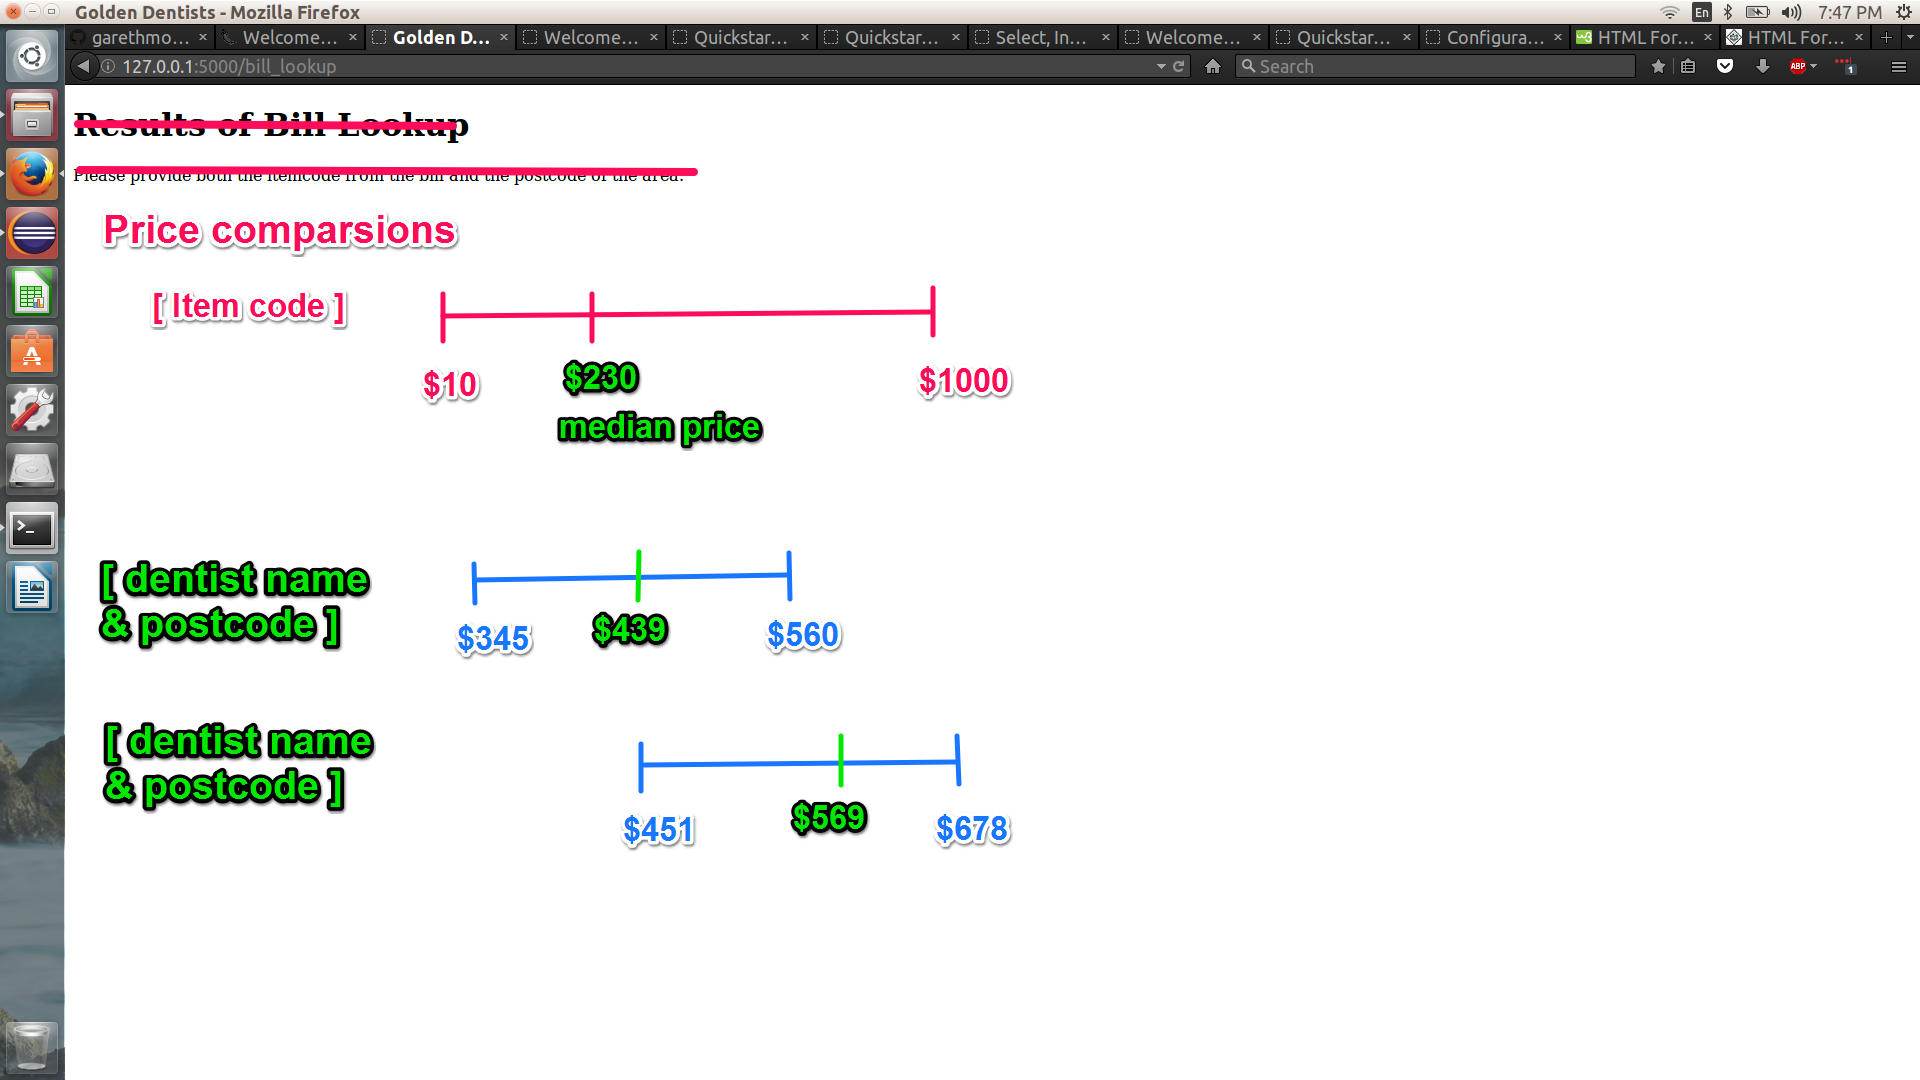 Golden Dentists - Mozilla Firefox
En
7:47 PM
garethmo...
Welcome...
Golden D...
Welcome...
Quickstar...
Quickstar...
Select, In...
Welcome...
Quickstar...
Configura...
HTML For...
HTML For...
127.0.0.1:5000/bill_lookup
Search
ABP
1
Results of Bill Lookup
Please provide both the itemcode from the bill and the postcode of the area.
Price comparsions
[ Item code ]
$10
$230
$1000
median price
[ dentist name
& postcode ]
$345
$439
$560
[ dentist name
& postcode ]
$451
$569
$678